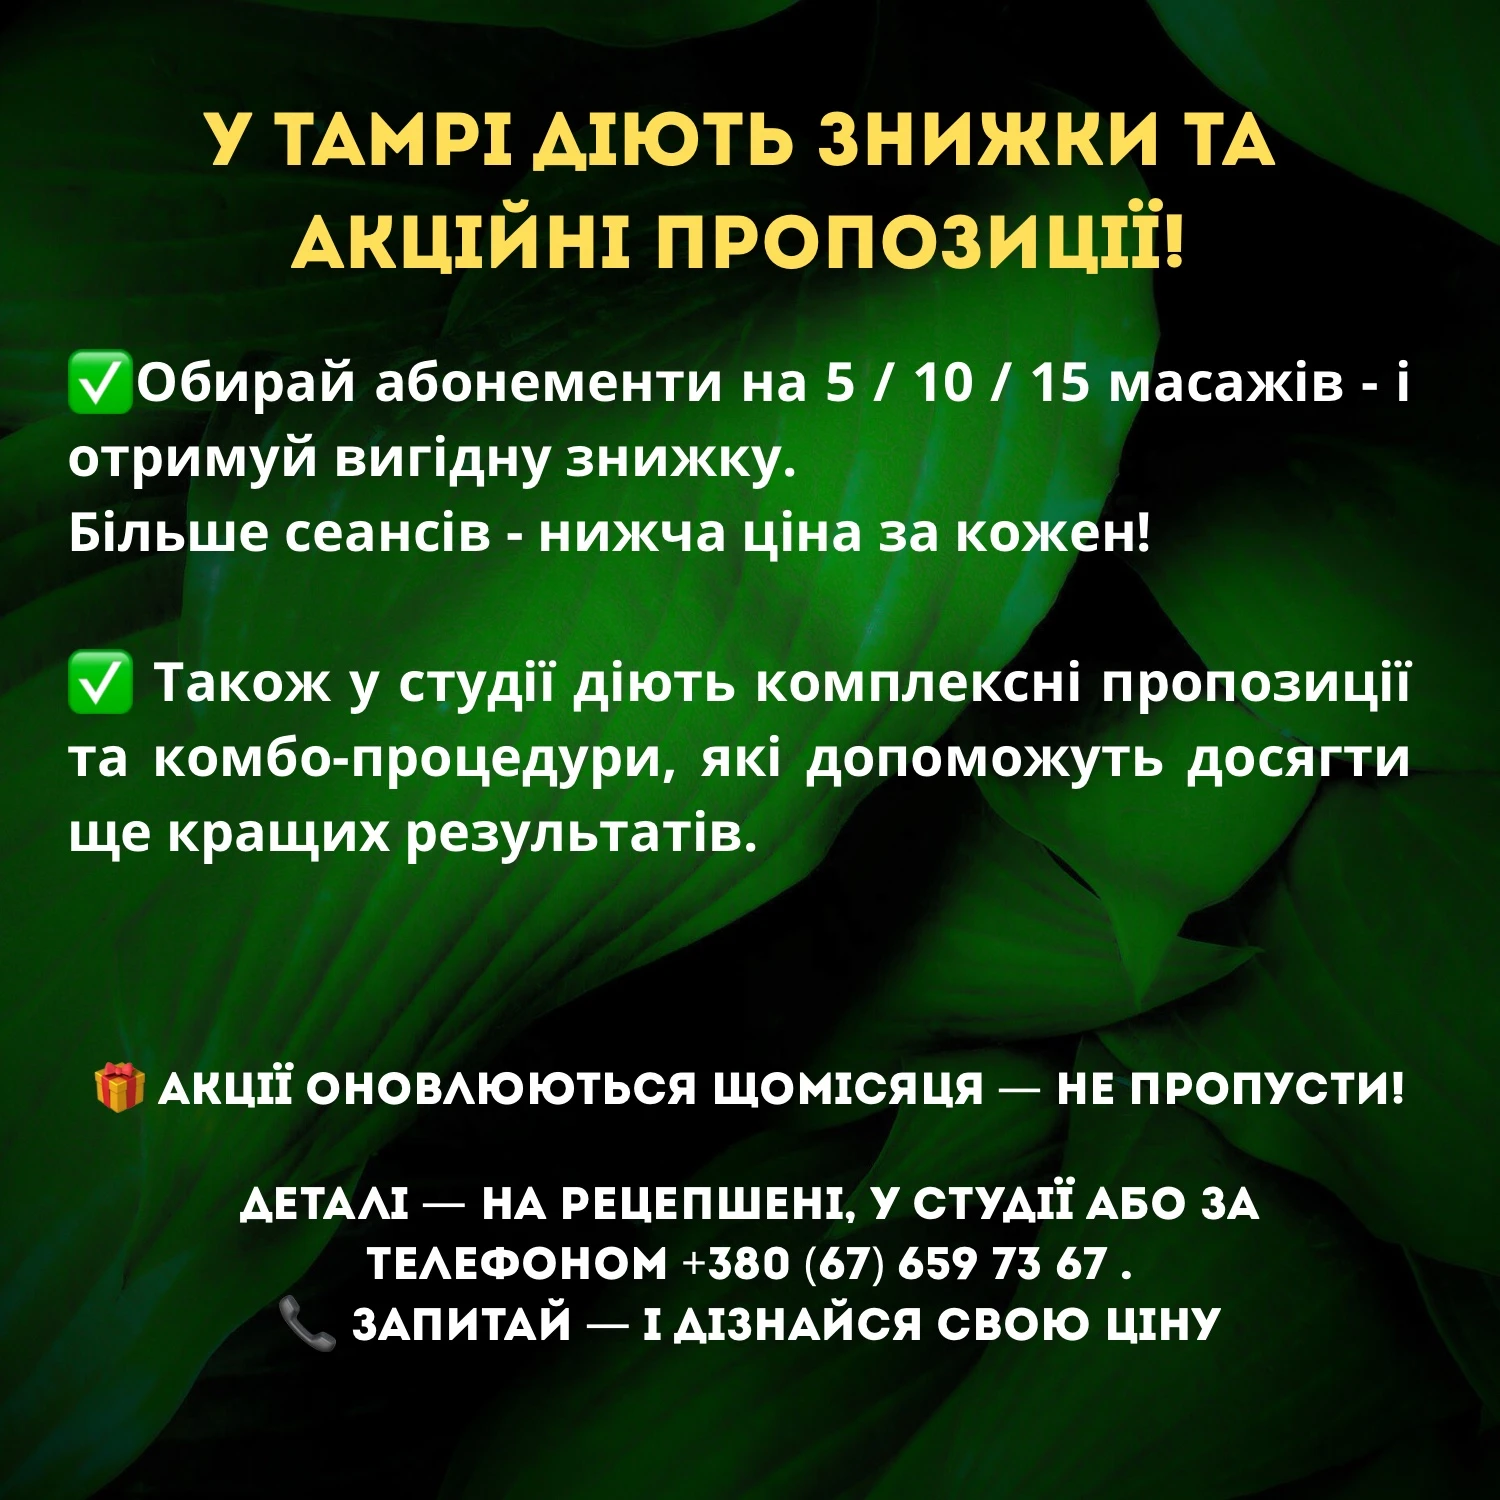 У ТАМРІ ДІЮТЬ ЗНИЖКИ ТА
АКЦІЙНІ ПРОПОЗИЦІЇ!
✅Обирай абонементи на 5 / 10 / 15 масажів - і
отримуй вигідну знижку.
Більше сеансів - нижча ціна за кожен!
✅ Також у студії діють комплексні пропозиції
та комбо-процедури, які допоможуть досягти
ще кращих результатів.
🎁 АКЦІЇ ОНОВЛЮЮТЬСЯ ЩОМІСЯЦЯ — НЕ ПРОПУСТИ!
ДЕТАЛІ — НА РЕЦЕПШЕНІ, У СТУДІЇ АБО ЗА
ТЕЛЕФОНОМ +380 (67) 659 73 67 .
📞 ЗАПИТАЙ — І ДІЗНАЙСЯ СВОЮ ЦІНУ